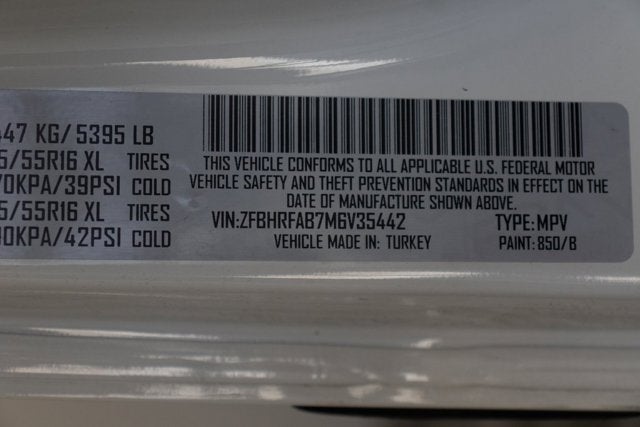 447 KG/ 5395 LB
5/55R16 XL TIRES
70KPA/39PSI COLD
5/55R16 XL TIRES
90KPA/42PSI COLD
THIS VEHICLE CONFORMS TO ALL APPLICABLE U.S. FEDERAL MOTOR
VEHICLE SAFETY AND THEFT PREVENTION STANDARDS IN EFFECT ON THE
DATE OF MANUFACTURE SHOWN ABOVE.
VIN:ZFBHRFAB7M6V35442 TYPE: MPV
VEHICLE MADE IN: TURKEY PAINT: 850/B